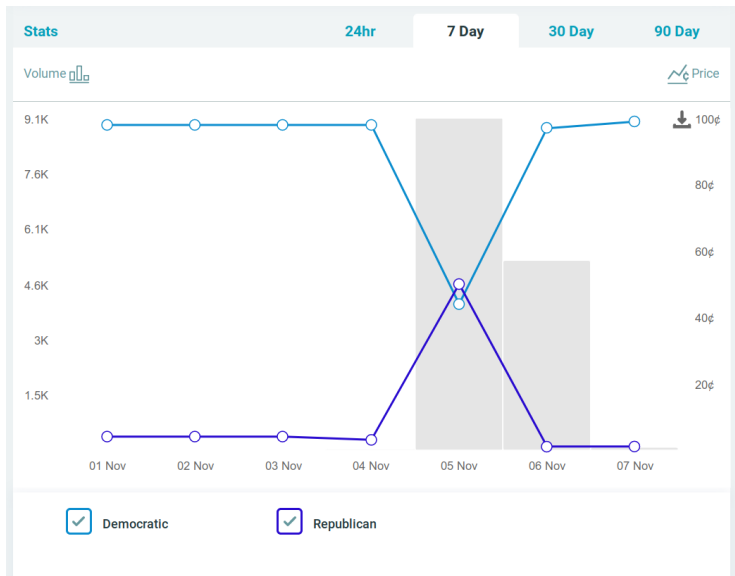 Stats 24hr 7 Day 30 Day 90 Day
Volume Price
9.1K 100¢
7.6K
80¢
6.1K
60¢
4.6K
40¢
3K
20¢
1.5K
01 Nov 02 Nov 03 Nov 04 Nov 05 Nov 06 Nov 07 Nov
Democratic Republican